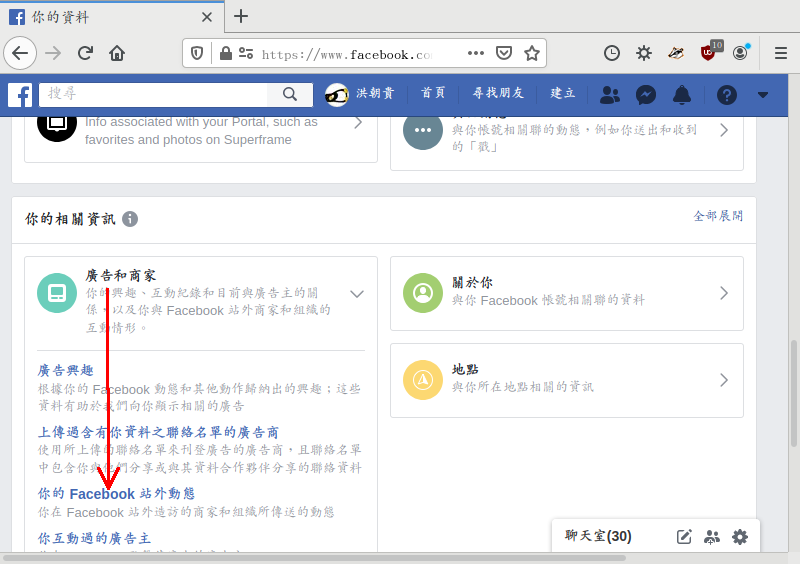 你的資料
https://www.facebook.co
10
搜尋
洪朝貴
首頁
尋找朋友
建立
Info associated with your Portal, such as
favorites and photos on Superframe
與你帳號相關聯的動態，例如你送出和收到
的「戳」
你的相關資訊
全部展開
廣告和商家
你的興趣、互動紀錄和目前與廣告主的關
係，以及你與 Facebook 站外商家和組織的
互動情形。
關於你
與你 Facebook 帳號相關聯的資料
地點
與你所在地點相關的資訊
廣告興趣
根據你的 Facebook 動態和其他動作歸納出的興趣；這些
資料有助於我們向你顯示相關的廣告
上傳過含有你資料之聯絡名單的廣告商
使用所上傳的聯絡名單來刊登廣告的廣告商，且聯絡名單
中包含你與他們分享或與其資料合作夥伴分享的聯絡資料
你的 Facebook 站外動態
你在 Facebook 站外造訪的商家和組織所傳送的動態
你互動過的廣告主
聊天室(30)